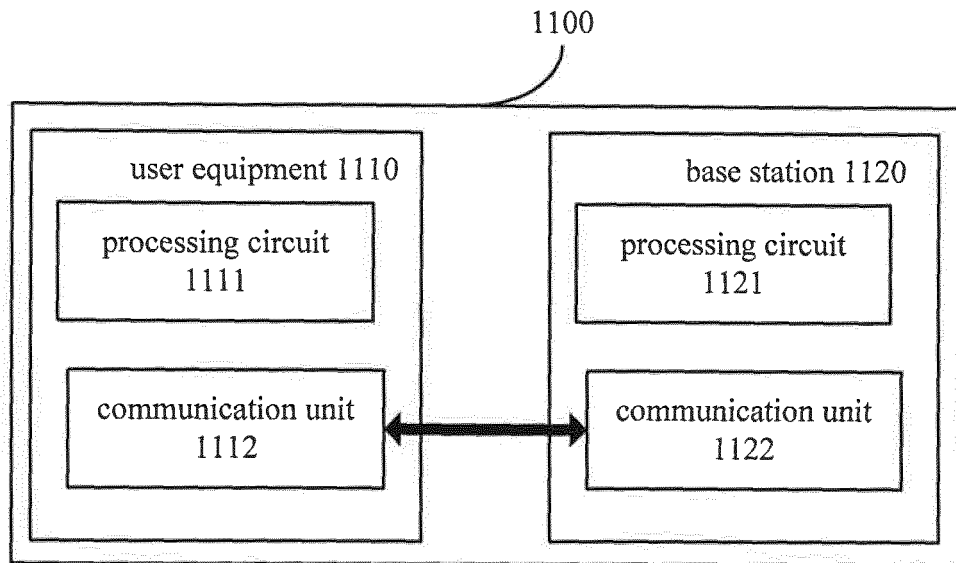 1100
user equipment 1110
processing circuit
1111
communication unit
1112
base station 1120
processing circuit
1121
communication unit
1122